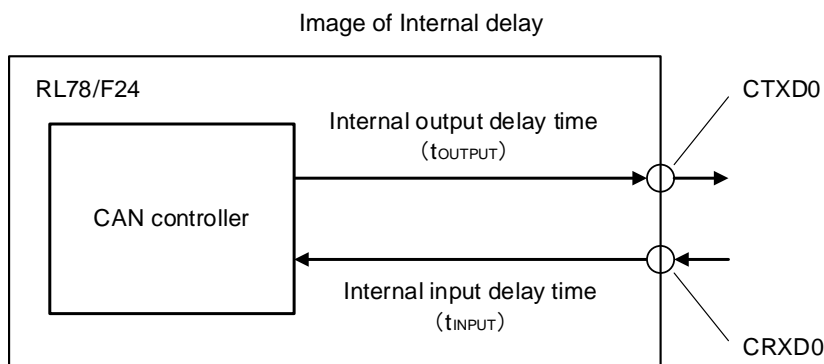 Image of Internal delay
RL78/F24
CTXD0
Internal output delay time
（tOUTPUT）
CAN controller
Internal input delay time
（tINPUT）
CRXD0